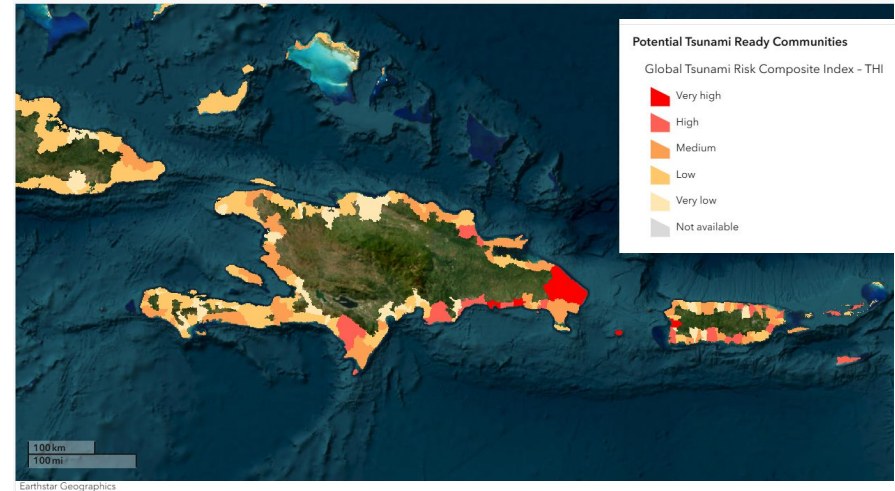 Potential Tsunami Ready Communities
Global Tsunami Risk Composite Index – THI
Very high
High
Medium
Low
Very low
Not available
100 km
100 mi
Earthstar Geographics